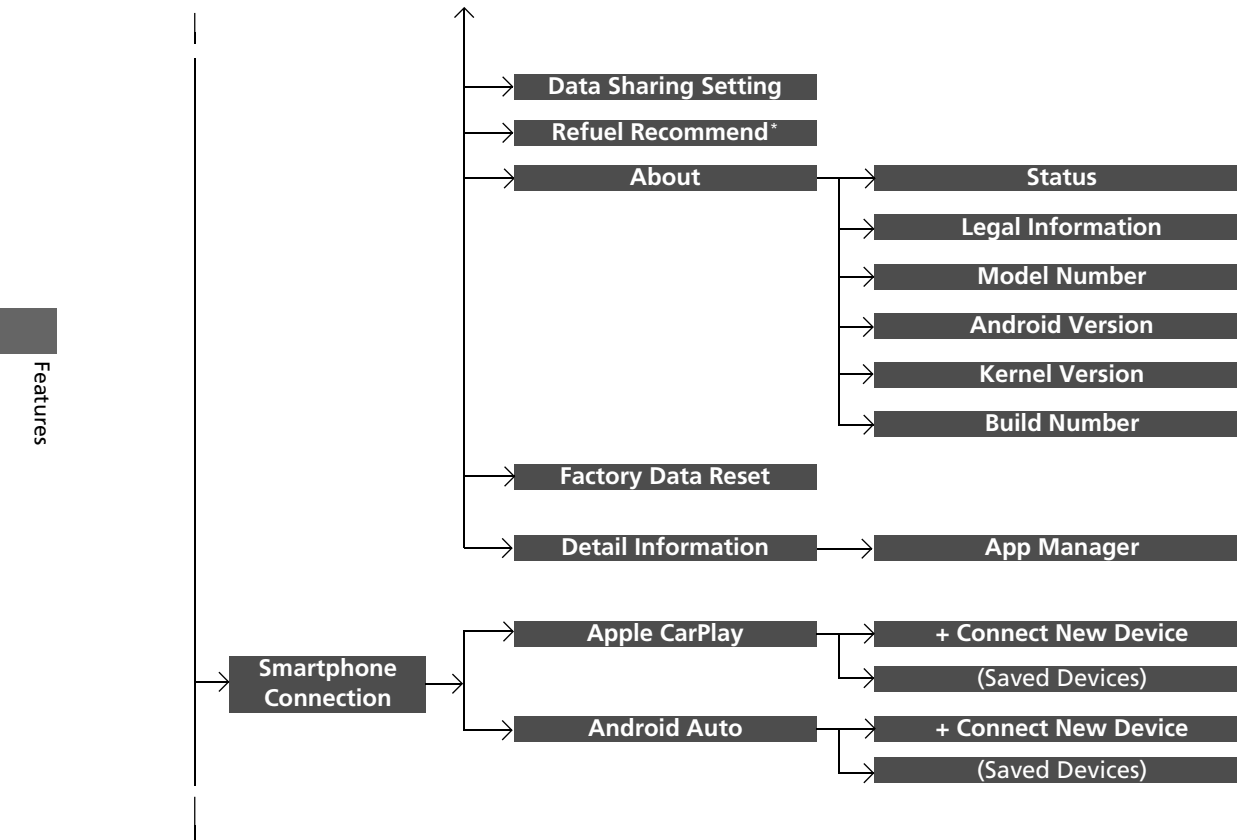 Data Sharing Setting
Refuel Recommend*
About
Status
Legal Information
Model Number
Android Version
Kernel Version
Build Number
Factory Data Reset
Detail Information
App Manager
Smartphone
Connection
Apple CarPlay
+ Connect New Device
(Saved Devices)
Android Auto
+ Connect New Device
(Saved Devices)
Features